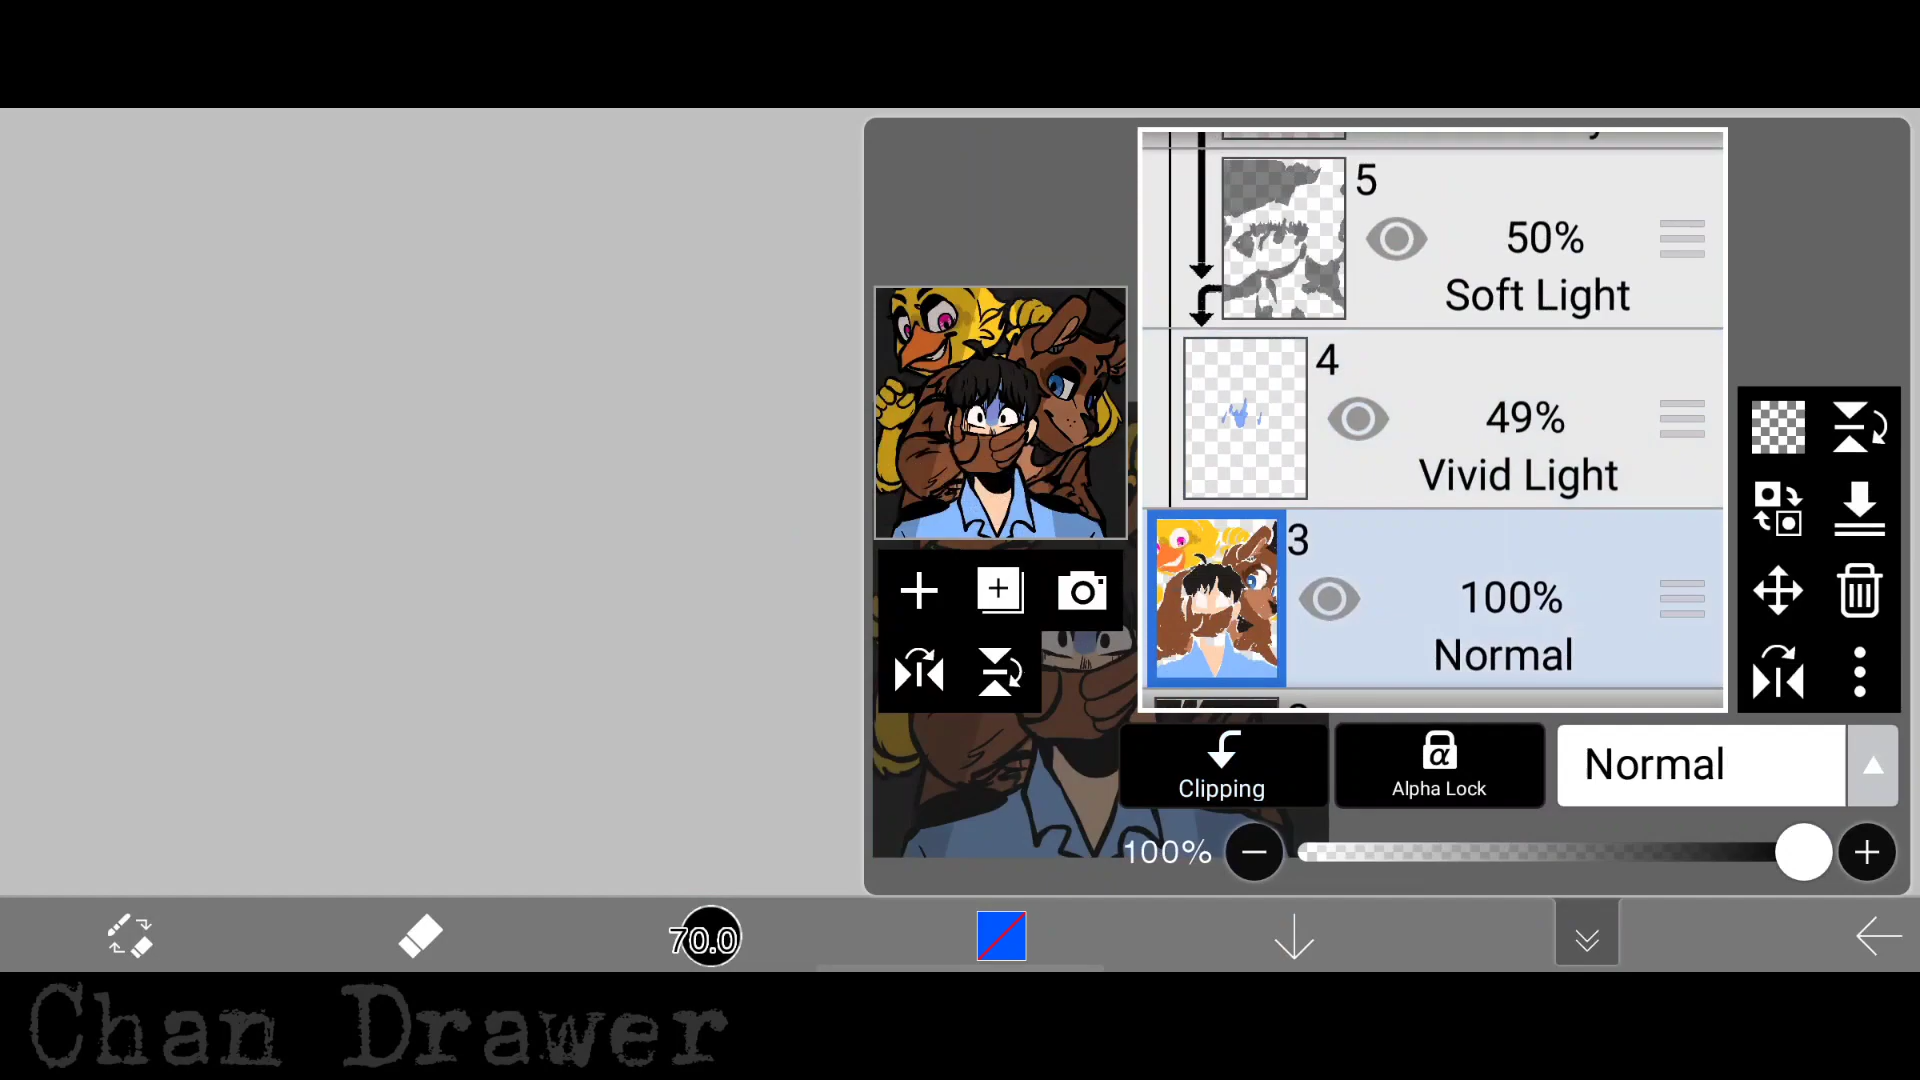 5
50%
Soft Light
4
49%
Vivid Light
3
100%
Normal
Clipping
α
Alpha Lock
Normal
100%
70.0
Chan Drawer